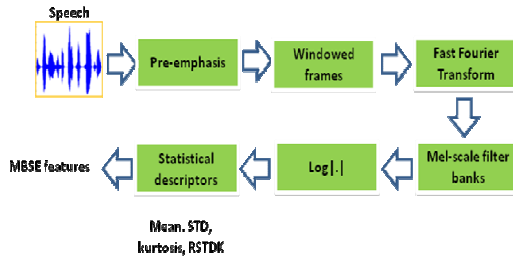 Speech
Pre-emphasis
Windowed
frames
Fast Fourier
Transform
Mel-scale filter
banks
Log|.|
Statistical
descriptors
MBSE features
Mean. STD,
kurtosis, RSTDK